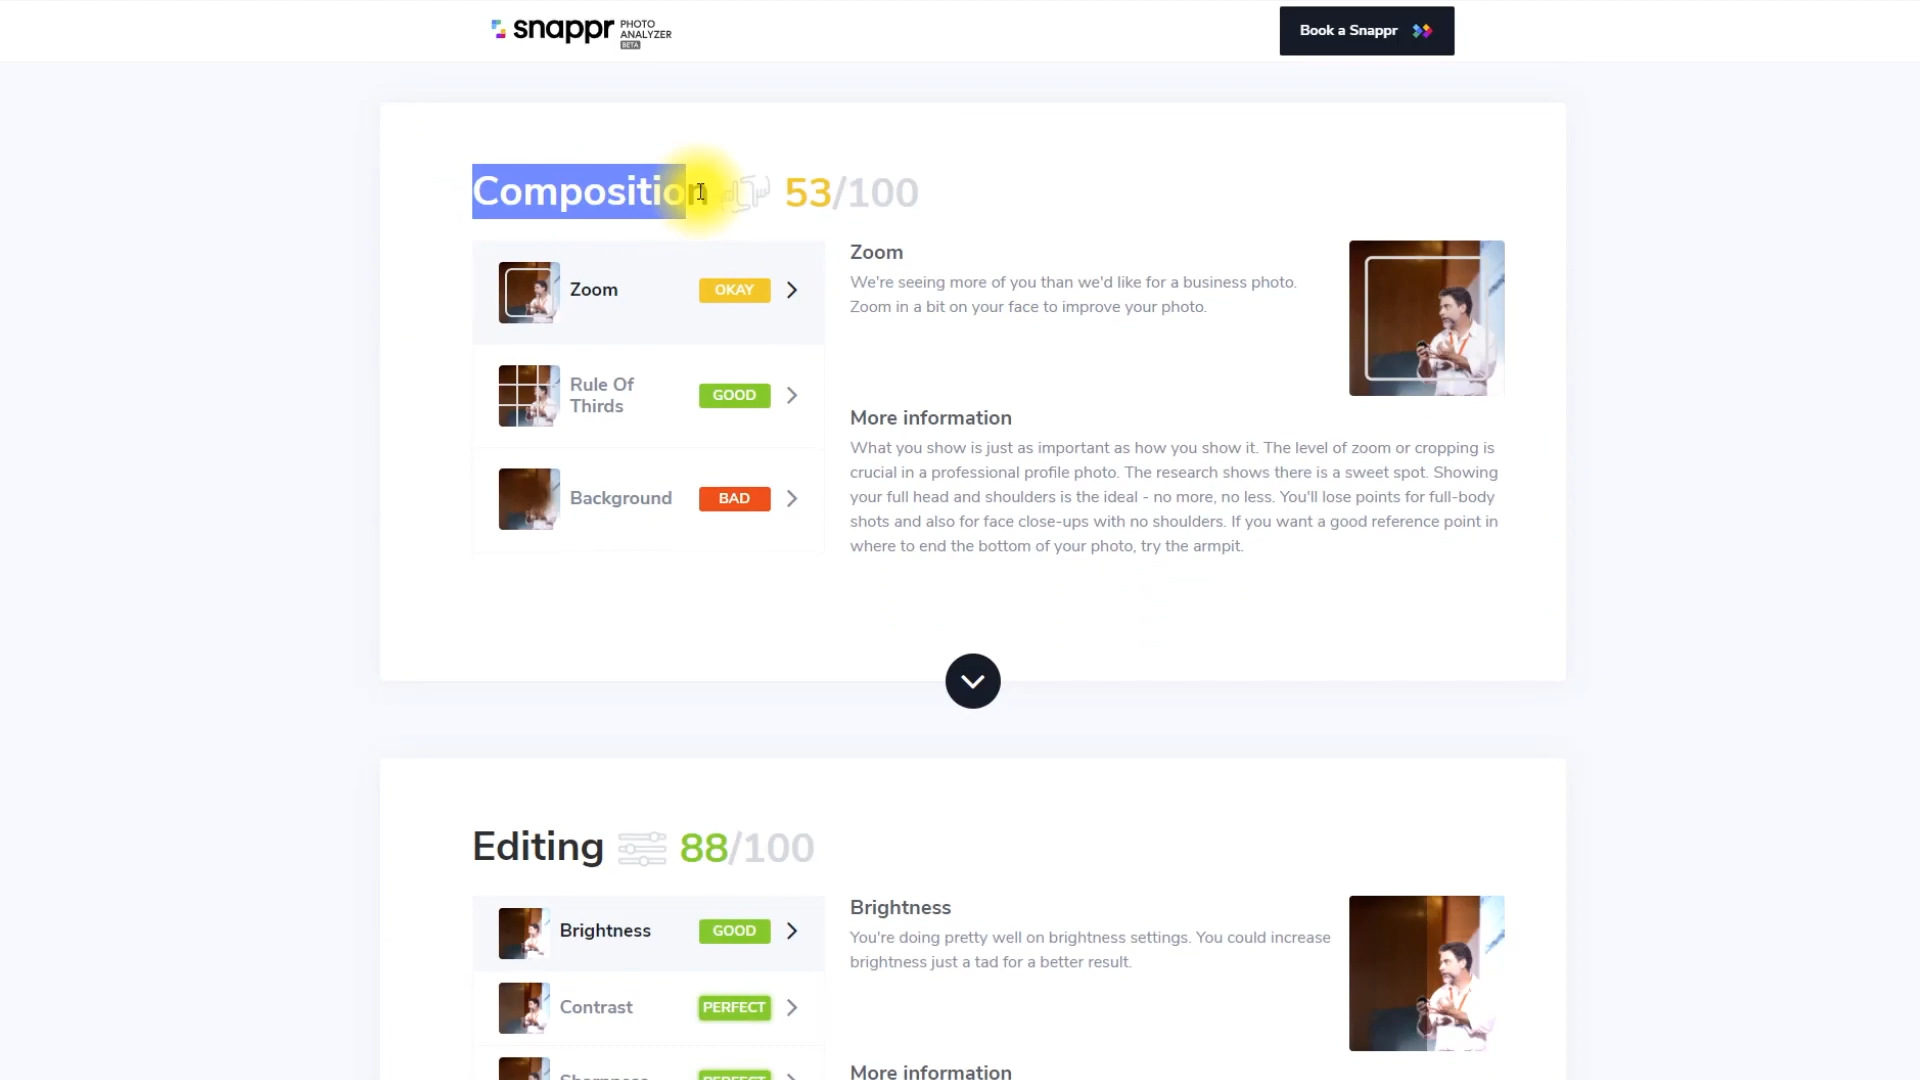 snappr PHOTO ANALYZER BETA
Book a Snappr
Composition 53/100
Zoom OKAY
Rule Of Thirds GOOD
Background BAD
Zoom
We're seeing more of you than we'd like for a business photo.
Zoom in a bit on your face to improve your photo.
More information
What you show is just as important as how you show it. The level of zoom or cropping is
crucial in a professional profile photo. The research shows there is a sweet spot. Showing
your full head and shoulders is the ideal - no more, no less. You'll lose points for full-body
shots and also for face close-ups with no shoulders. If you want a good reference point in
where to end the bottom of your photo, try the armpit.
Editing 88/100
Brightness GOOD
Contrast PERFECT
Sharpness PERFECT
Brightness
You're doing pretty well on brightness settings. You could increase
brightness just a tad for a better result.
More information